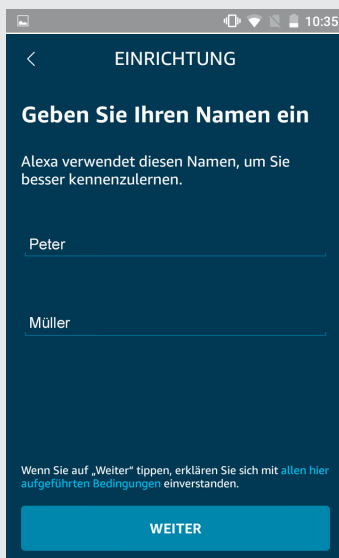 10:35
EINRICHTUNG
Geben Sie Ihren Namen ein
Alexa verwendet diesen Namen, um Sie
besser kennenzulernen.
Peter
Müller
Wenn Sie auf „Weiter“ tippen, erklären Sie sich mit allen hier
aufgeführten Bedingungen einverstanden.
WEITER